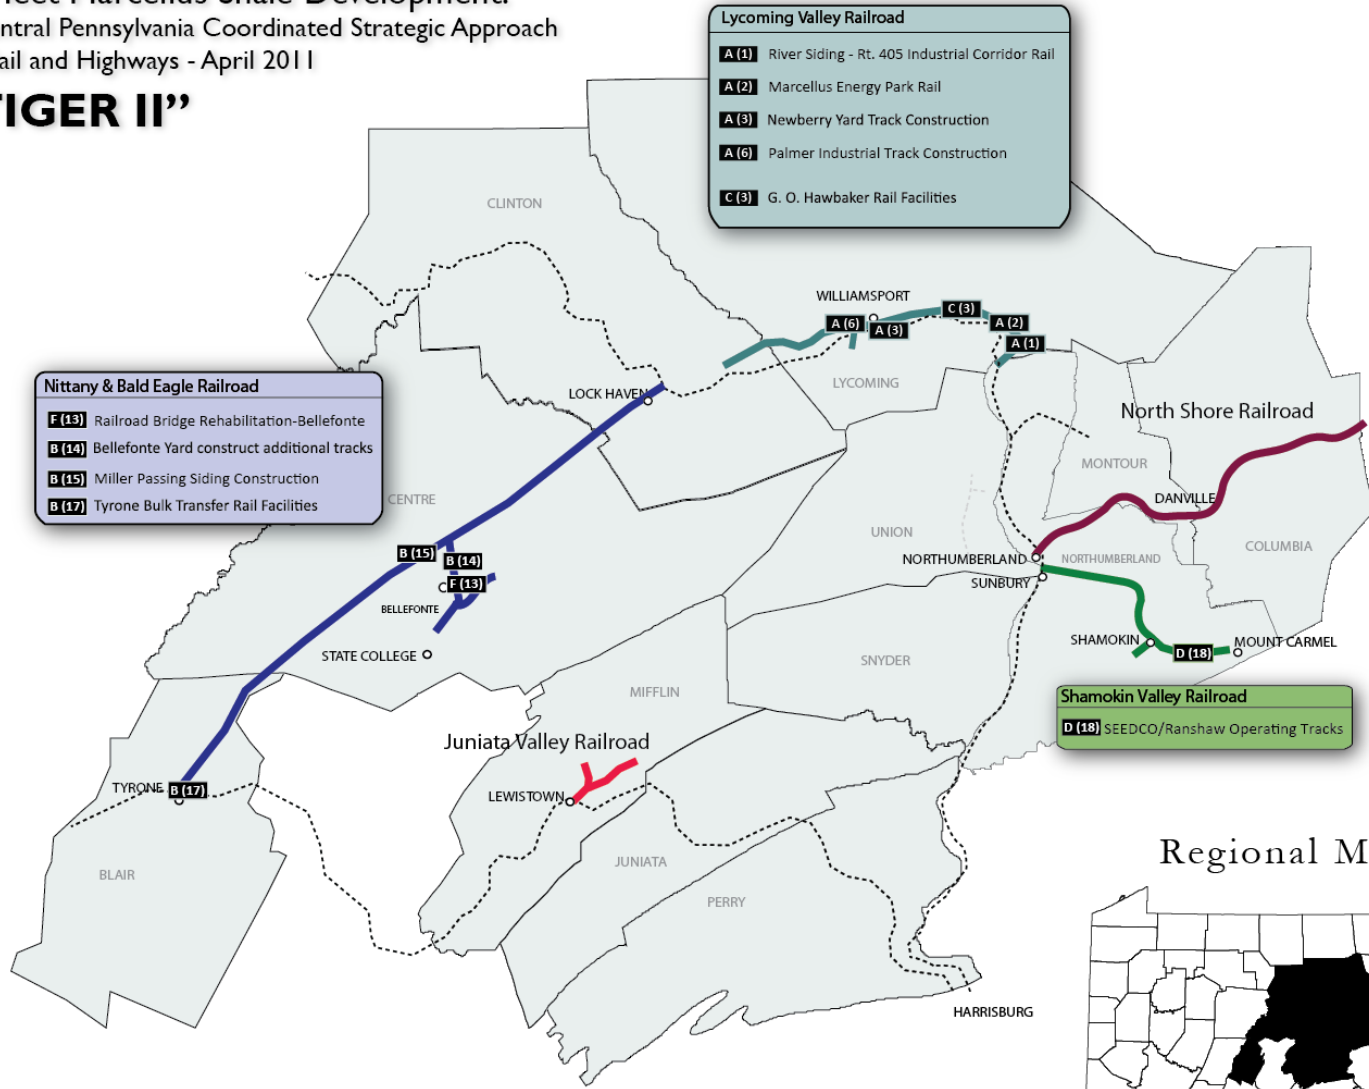 Marcellus Shale Development.
ntral Pennsylvania Coordinated Strategic Approach
ail and Highways - April 2011
TIGER II”
Lycoming Valley Railroad
A (1) River Siding - Rt. 405 Industrial Corridor Rail
A (2) Marcellus Energy Park Rail
A (3) Newberry Yard Track Construction
A (6) Palmer Industrial Track Construction
C (3) G. O. Hawbaker Rail Facilities
CLINTON
WILLIAMSPORT
C (3)
A (6)
A (3)
A (2)
A (1)
LYCOMING
Nittany & Bald Eagle Railroad
F (13) Railroad Bridge Rehabilitation-Bellefonte
B (14) Bellefonte Yard construct additional tracks
B (15) Miller Passing Siding Construction
B (17) Tyrone Bulk Transfer Rail Facilities
LOCK HAVEN
North Shore Railroad
MONTOUR
CENTRE
DANVILLE
UNION
COLUMBIA
B (15)
B (14)
F (13)
NORTHUMBERLAND
NORTHUMBERLAND
SUNBURY
BELLEFONTE
STATE COLLEGE
SHAMOKIN
D (18)
MOUNT CARMEL
SNYDER
MIFFLIN
Shamokin Valley Railroad
D (18) SEEDCO/Ranshaw Operating Tracks
Juniata Valley Railroad
TYRONE
B (17)
LEWISTOWN
JUNIATA
BLAIR
PERRY
HARRISBURG
Regional M